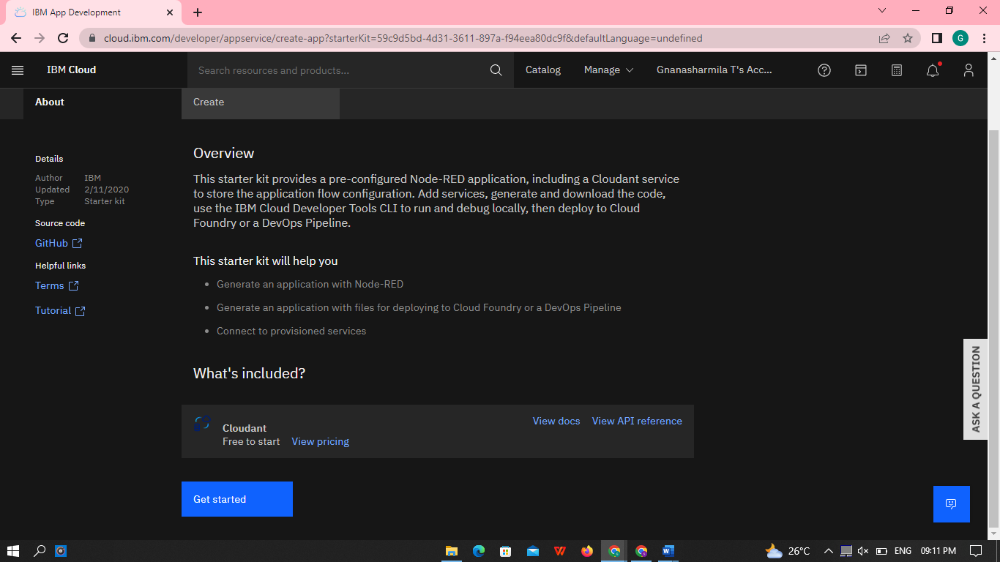 IBM App Development
cloud.ibm.com/developer/appservice/create-app?starterKit=59c9d5bd-4d31-3611-897a-f94eea80dc9f&defaultLanguage=undefined
G
IBM Cloud
Search resources and products...
Catalog
Manage
Gnanasharmila T's Acc...
About
Create
Details
Author IBM
Updated 2/11/2020
Type Starter kit
Source code
GitHub
Helpful links
Terms
Tutorial
Overview
This starter kit provides a pre-configured Node-RED application, including a Cloudant service
to store the application flow configuration. Add services, generate and download the code,
use the IBM Cloud Developer Tools CLI to run and debug locally, then deploy to Cloud
Foundry or a DevOps Pipeline.
This starter kit will help you
• Generate an application with Node-RED
• Generate an application with files for deploying to Cloud Foundry or a DevOps Pipeline
• Connect to provisioned services
What's included?
Cloudant
Free to start View pricing
View docs View API reference
Get started
ASK A QUESTION
26°C
ENG
09:11 PM